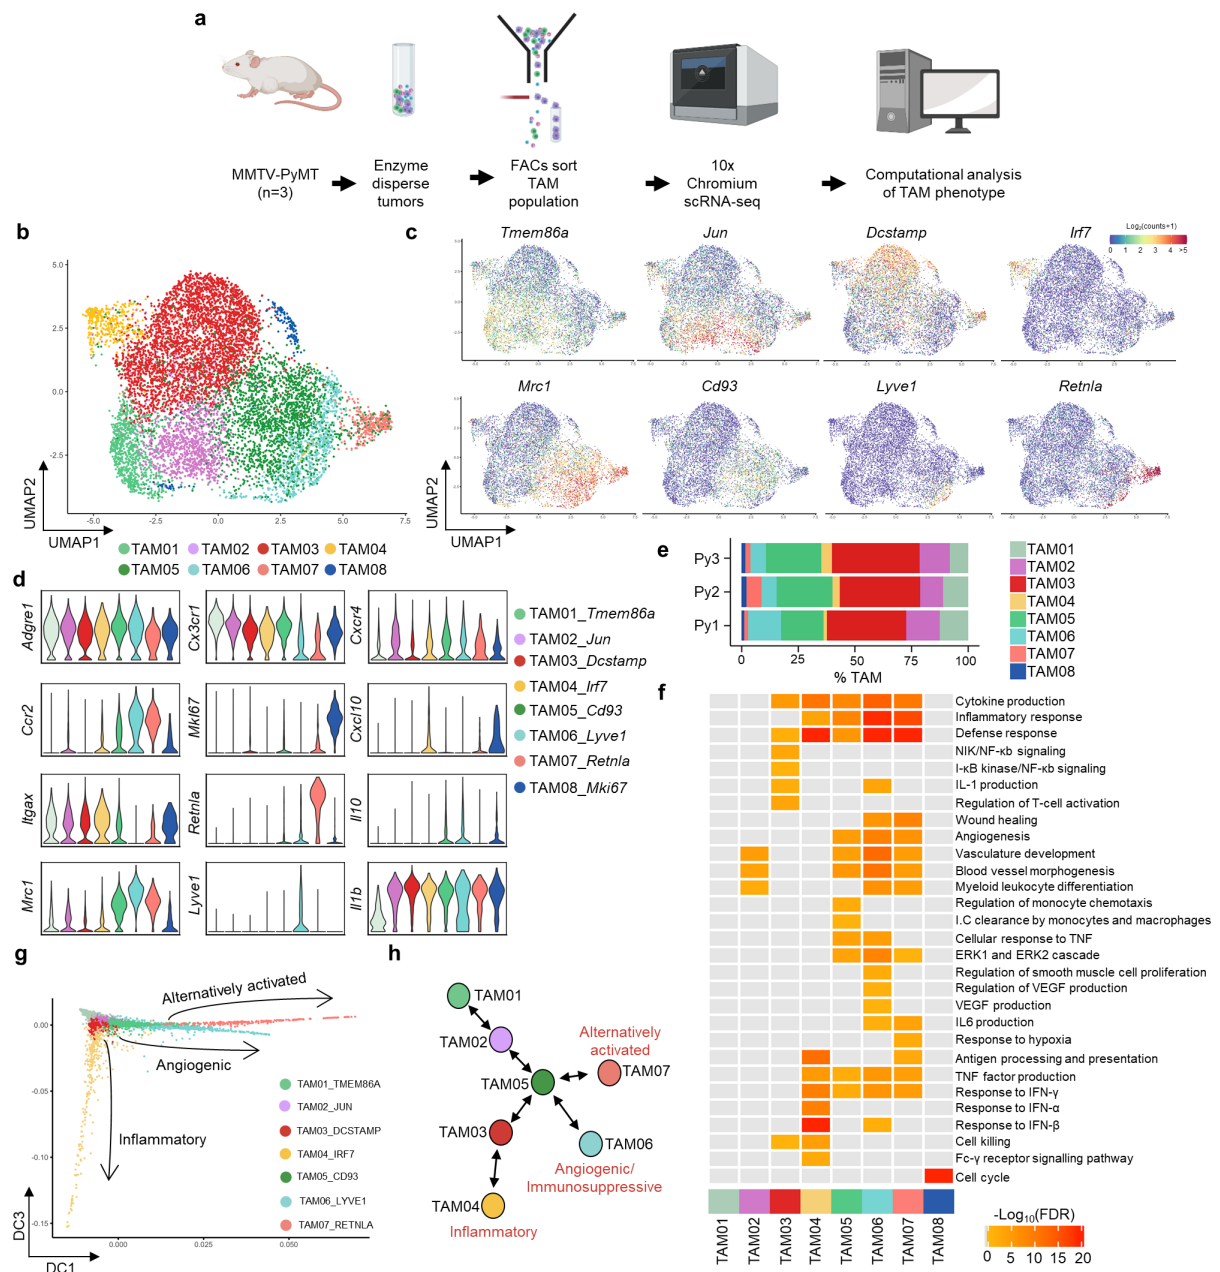 a
MMTV-PyMT
(n=3)
Enzyme
disperse
tumors
FACs sort
TAM
population
10x
Chromium
scRNA-seq
Computational analysis
of TAM phenotype
b
5.0
2.5
0.0
-2.5
-5.0 -2.5 0.0 2.5 5.0 7.5
UMAP2
UMAP1
TAM01 TAM02 TAM03 TAM04
TAM05 TAM06 TAM07 TAM08
c
Tmem86a Jun Dcstamp Irf7
Log2(counts+1)
0 1 2 3 4 >5
Mrc1 Cd93 Lyve1 Retnla
UMAP2
UMAP1
d
Adgre1 Cx3cr1 Cxcr4
Ccr2 Mki67 Cxcl10
Itgax Retnla Il10
Mrc1 Lyve1 Il1b
TAM01_Tmem86a
TAM02_Jun
TAM03_Dcstamp
TAM04_Irf7
TAM05_Cd93
TAM06_Lyve1
TAM07_Retnla
TAM08_Mki67
e
Py3
Py2
Py1
0 25 50 75 100
% TAM
TAM01
TAM02
TAM03
TAM04
TAM05
TAM06
TAM07
TAM08
f
Cytokine production
Inflammatory response
Defense response
NIK/NF-kb signaling
I-κB kinase/NF-kb signaling
IL-1 production
Regulation of T-cell activation
Wound healing
Angiogenesis
Vasculature development
Blood vessel morphogenesis
Myeloid leukocyte differentiation
Regulation of monocyte chemotaxis
I.C clearance by monocytes and macrophages
Cellular response to TNF
ERK1 and ERK2 cascade
Regulation of smooth muscle cell proliferation
Regulation of VEGF production
VEGF production
IL6 production
Response to hypoxia
Antigen processing and presentation
TNF factor production
Response to IFN-γ
Response to IFN-α
Response to IFN-β
Cell killing
Fc-γ receptor signalling pathway
Cell cycle
TAM01 TAM02 TAM03 TAM04 TAM05 TAM06 TAM07 TAM08
-Log10(FDR)
0 5 10 15 20
g
Alternatively activated
Angiogenic
Inflammatory
0.00
-0.05
-0.10
-0.15
0.000 0.025 0.050
DC3
DC1
TAM01_TMEM86A
TAM02_JUN
TAM03_DCSTAMP
TAM04_IRF7
TAM05_CD93
TAM06_LYVE1
TAM07_RETNLA
h
TAM01
TAM02
Alternatively
activated
TAM05
TAM07
TAM03
TAM06
Angiogenic/
Immunosuppressive
TAM04
Inflammatory